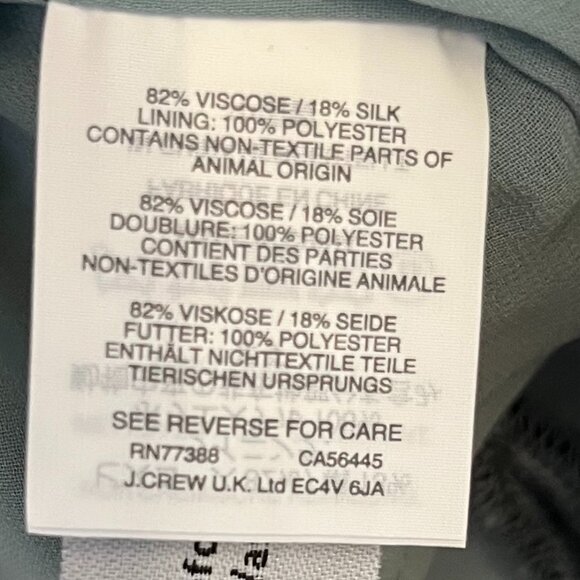 82% VISCOSE / 18% SILK
LINING: 100% POLYESTER
CONTAINS NON-TEXTILE PARTS OF
ANIMAL ORIGIN
82% VISCOSE / 18% SOIE
DOUBLURE: 100% POLYESTER
CONTIENT DES PARTIES
NON-TEXTILES D'ORIGINE ANIMALE
82% VISKOSE / 18% SEIDE
FUTTER: 100% POLYESTER
ENTHÄLT NICHTTEXTILE TEILE
TIERISCHEN URSPRUNGS
SEE REVERSE FOR CARE
RN77388 CA56445
J.CREW U.K. Ltd EC4V 6JA